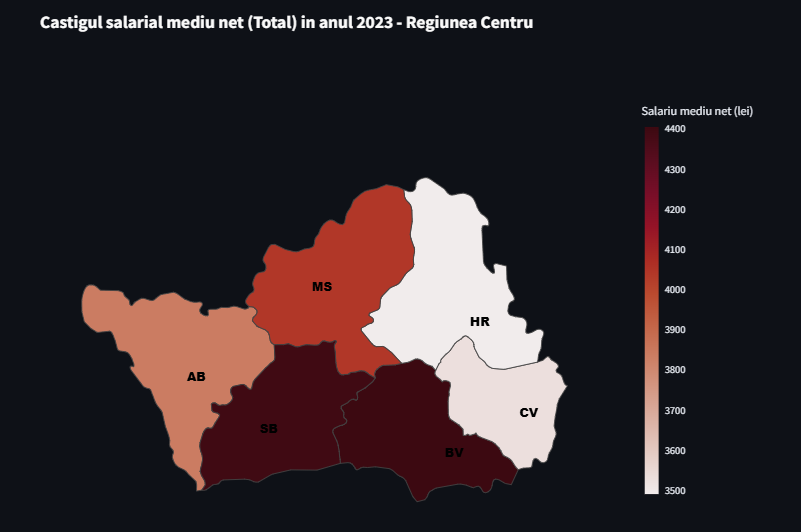 Castigul salarial mediu net (Total) in anul 2023 - Regiunea Centru
Salariu mediu net (lei)
4400
4300
4200
4100
4000
3900
3800
3700
3600
3500
MS
HR
AB
CV
SB
BV